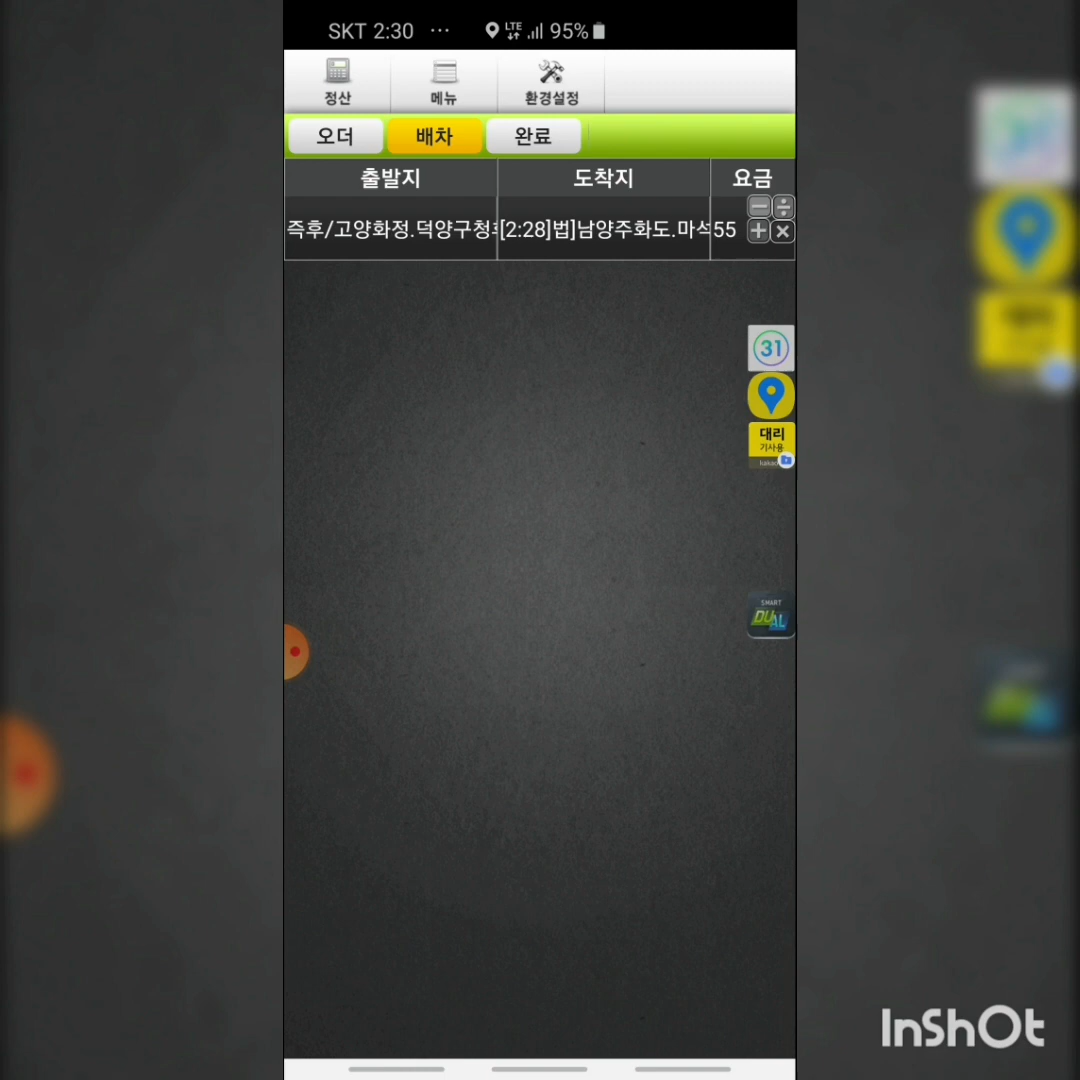 SKT 2:30 ··· LTE 95%
정산 메뉴 환경설정
오더 배차 완료
출발지 도착지 요금
즉후/고양화정.덕양구청 [2:28]법]남양주화도.마석 55
31
대리
기사용
SMART
DUAL
InShOt